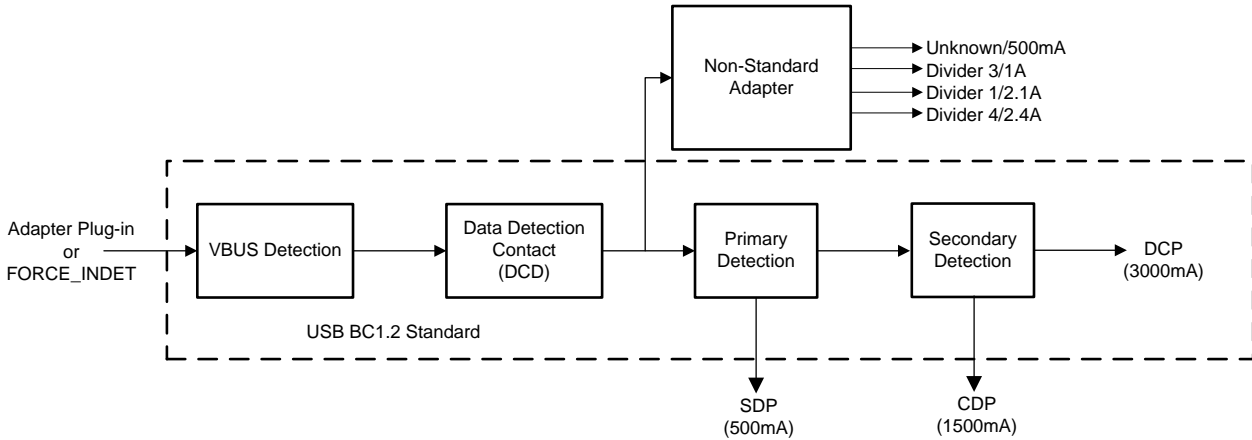 Non-Standard
Adapter
Unknown/500mA
Divider 3/1A
Divider 1/2.1A
Divider 4/2.4A
Adapter Plug-in
or
FORCE_INDET
VBUS Detection
Data Detection
Contact
(DCD)
Primary
Detection
Secondary
Detection
DCP
(3000mA)
USB BC1.2 Standard
SDP
(500mA)
CDP
(1500mA)